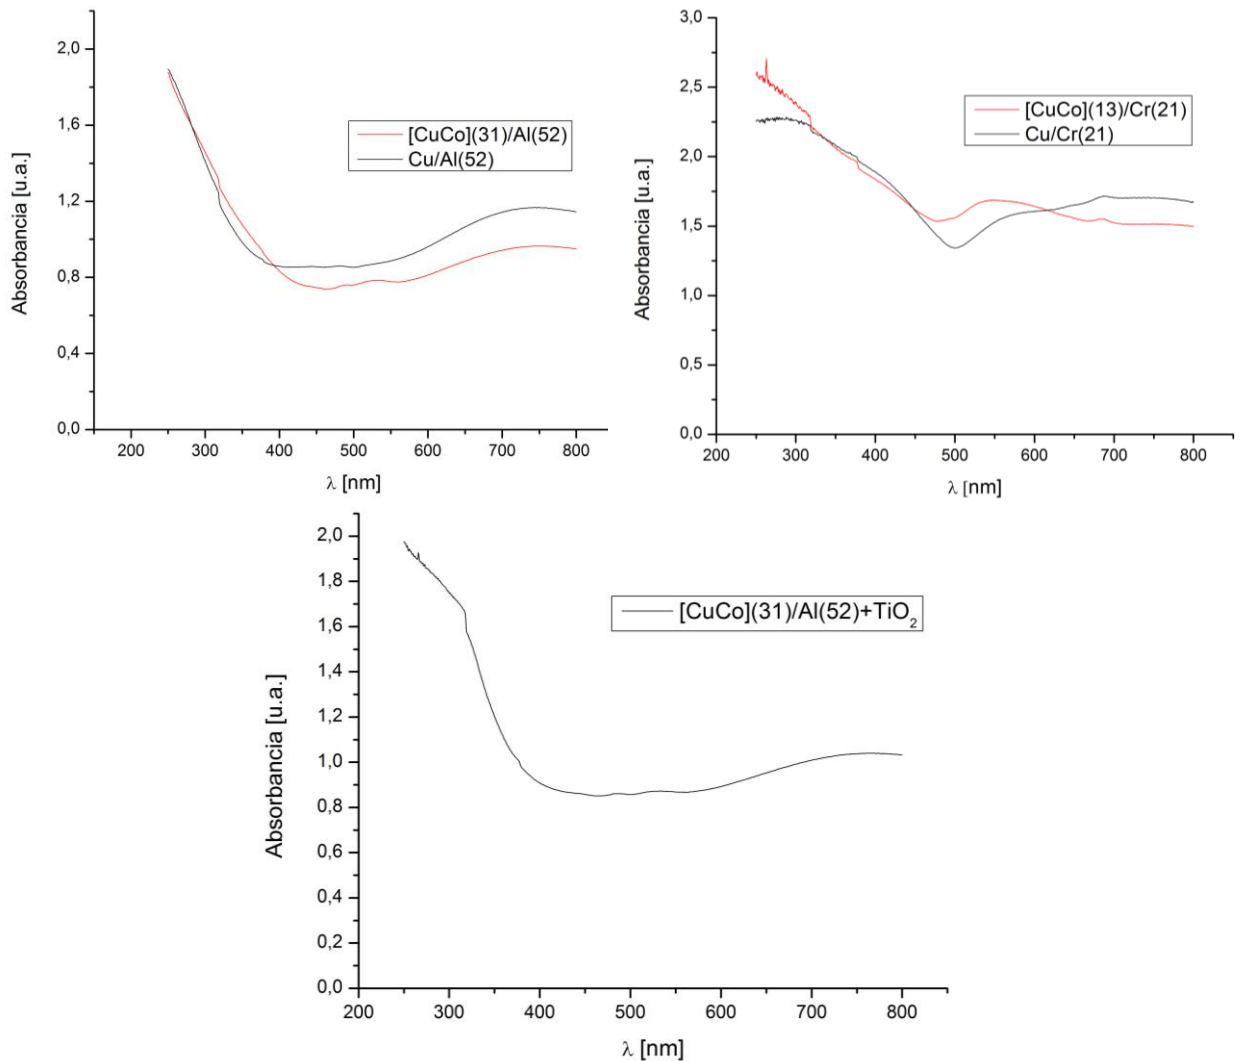 2,0
1,6
1,2
0,8
0,4
0,0
Absorbancia [u.a.]
[CuCo](31)/Al(52)
Cu/Al(52)
200 300 400 500 600 700 800
λ [nm]
3,0
2,5
2,0
1,5
1,0
0,5
0,0
Absorbancia [u.a.]
[CuCo](13)/Cr(21)
Cu/Cr(21)
200 300 400 500 600 700 800
λ [nm]
2,0
1,8
1,6
1,4
1,2
1,0
0,8
0,6
0,4
0,2
0,0
Absorbancia [u.a.]
[CuCo](31)/Al(52)+TiO₂
200 300 400 500 600 700 800
λ [nm]